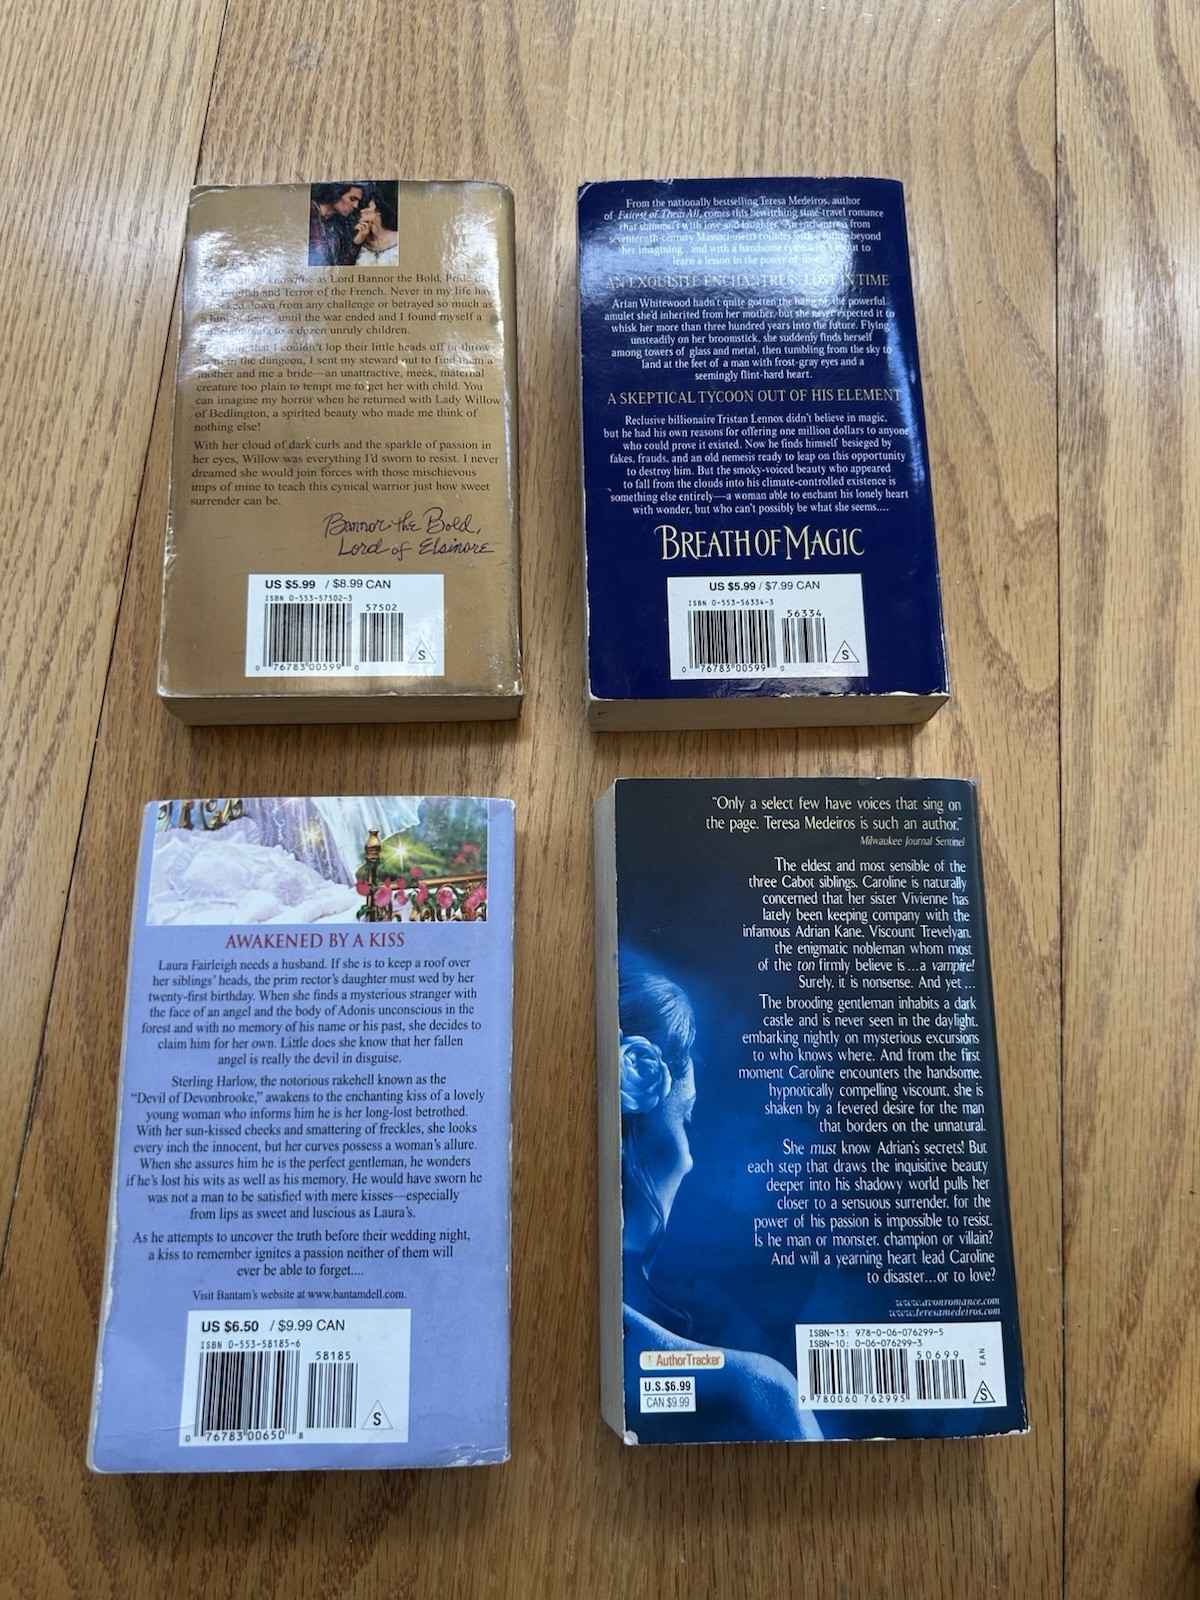 know me as Lord Bannor the Bold, Pride of
English and Terror of the French. Never in my life have
down from any challenge or betrayed so much as
a hint of until the war ended and I found myself a
to a dozen unruly children.
that I couldn't lop their little heads off or throw
in the dungeon, I sent my steward out to find them a
mother and me a bride—an unattractive, meek, maternal
creature too plain to tempt me to get her with child. You
can imagine my horror when he returned with Lady Willow
of Bedlington, a spirited beauty who made me think of
nothing else!
With her cloud of dark curls and the sparkle of passion in
her eyes, Willow was everything I'd sworn to resist. I never
dreamed she would join forces with those mischievous
imps of mine to teach this cynical warrior just how sweet
surrender can be.
Bannor the Bold,
Lord of Elsinore
US $5.99 / $8.99 CAN
ISBN 0-553-57502-3
57502
0 76783 00599 0
S
From the nationally bestselling Teresa Medeiros, author
of Fairest of Them All, comes this bewitching time-travel romance
that shimmers with love and laughter. An enchantress from
seventeenth-century Massachusetts collides with a future beyond
her imagining...and with a handsome about to
learn a lesson in the power of love.
AN EXQUISITE ENCHANTRESS LOST IN TIME
Arian Whitewood hadn't quite gotten the hang of the powerful
amulet she'd inherited from her mother, but she never expected it to
whisk her more than three hundred years into the future. Flying
unsteadily on her broomstick, she suddenly finds herself
among towers of glass and metal, then tumbling from the sky to
land at the feet of a man with frost-gray eyes and a
seemingly flint-hard heart.
A SKEPTICAL TYCOON OUT OF HIS ELEMENT
Reclusive billionaire Tristan Lennox didn't believe in magic,
but he had his own reasons for offering one million dollars to anyone
who could prove it existed. Now he finds himself besieged by
fakes, frauds, and an old nemesis ready to leap on this opportunity
to destroy him. But the smoky-voiced beauty who appeared
to fall from the clouds into his climate-controlled existence is
something else entirely—a woman able to enchant his lonely heart
with wonder, but who can't possibly be what she seems....
BREATH OF MAGIC
US $5.99 / $7.99 CAN
ISBN 0-553-56334-3
56334
0 76783 00599 0
S
AWAKENED BY A KISS
Laura Fairleigh needs a husband. If she is to keep a roof over
her siblings' heads, the prim rector's daughter must wed by her
twenty-first birthday. When she finds a mysterious stranger with
the face of an angel and the body of Adonis unconscious in the
forest and with no memory of his name or his past, she decides to
claim him for her own. Little does she know that her fallen
angel is really the devil in disguise.
Sterling Harlow, the notorious rakehell known as the
"Devil of Devonbrooke," awakens to the enchanting kiss of a lovely
young woman who informs him he is her long-lost betrothed.
With her sun-kissed cheeks and smattering of freckles, she looks
every inch the innocent, but her curves possess a woman's allure.
When she assures him he is the perfect gentleman, he wonders
if he's lost his wits as well as his memory. He would have sworn he
was not a man to be satisfied with mere kisses—especially
from lips as sweet and luscious as Laura's.
As he attempts to uncover the truth before their wedding night,
a kiss to remember ignites a passion neither of them will
ever be able to forget....
Visit Bantam's website at www.bantamdell.com.
US $6.50 / $9.99 CAN
ISBN 0-553-58185-6
58185
0 76783 00650 8
S
"Only a select few have voices that sing on
the page. Teresa Medeiros is such an author."
Milwaukee Journal Sentinel
The eldest and most sensible of the
three Cabot siblings, Caroline is naturally
concerned that her sister Vivienne has
lately been keeping company with the
infamous Adrian Kane, Viscount Trevelyan,
the enigmatic nobleman whom most
of the ton firmly believe is...a vampire!
Surely, it is nonsense. And yet...
The brooding gentleman inhabits a dark
castle and is never seen in the daylight,
embarking nightly on mysterious excursions
to who knows where. And from the first
moment Caroline encounters the handsome,
hypnotically compelling viscount, she is
shaken by a fevered desire for the man
that borders on the unnatural.
She must know Adrian's secrets! But
each step that draws the inquisitive beauty
deeper into his shadowy world pulls her
closer to a sensuous surrender, for the
power of his passion is impossible to resist.
Is he man or monster, champion or villain?
And will a yearning heart lead Caroline
to disaster...or to love?
www.avonromance.com
www.teresamedeiros.com
AuthorTracker
U.S.$6.99
CAN.$9.99
ISBN-13: 978-0-06-076299-5
ISBN-10: 0-06-076299-3
50699
EAN
9 780060 762995
S